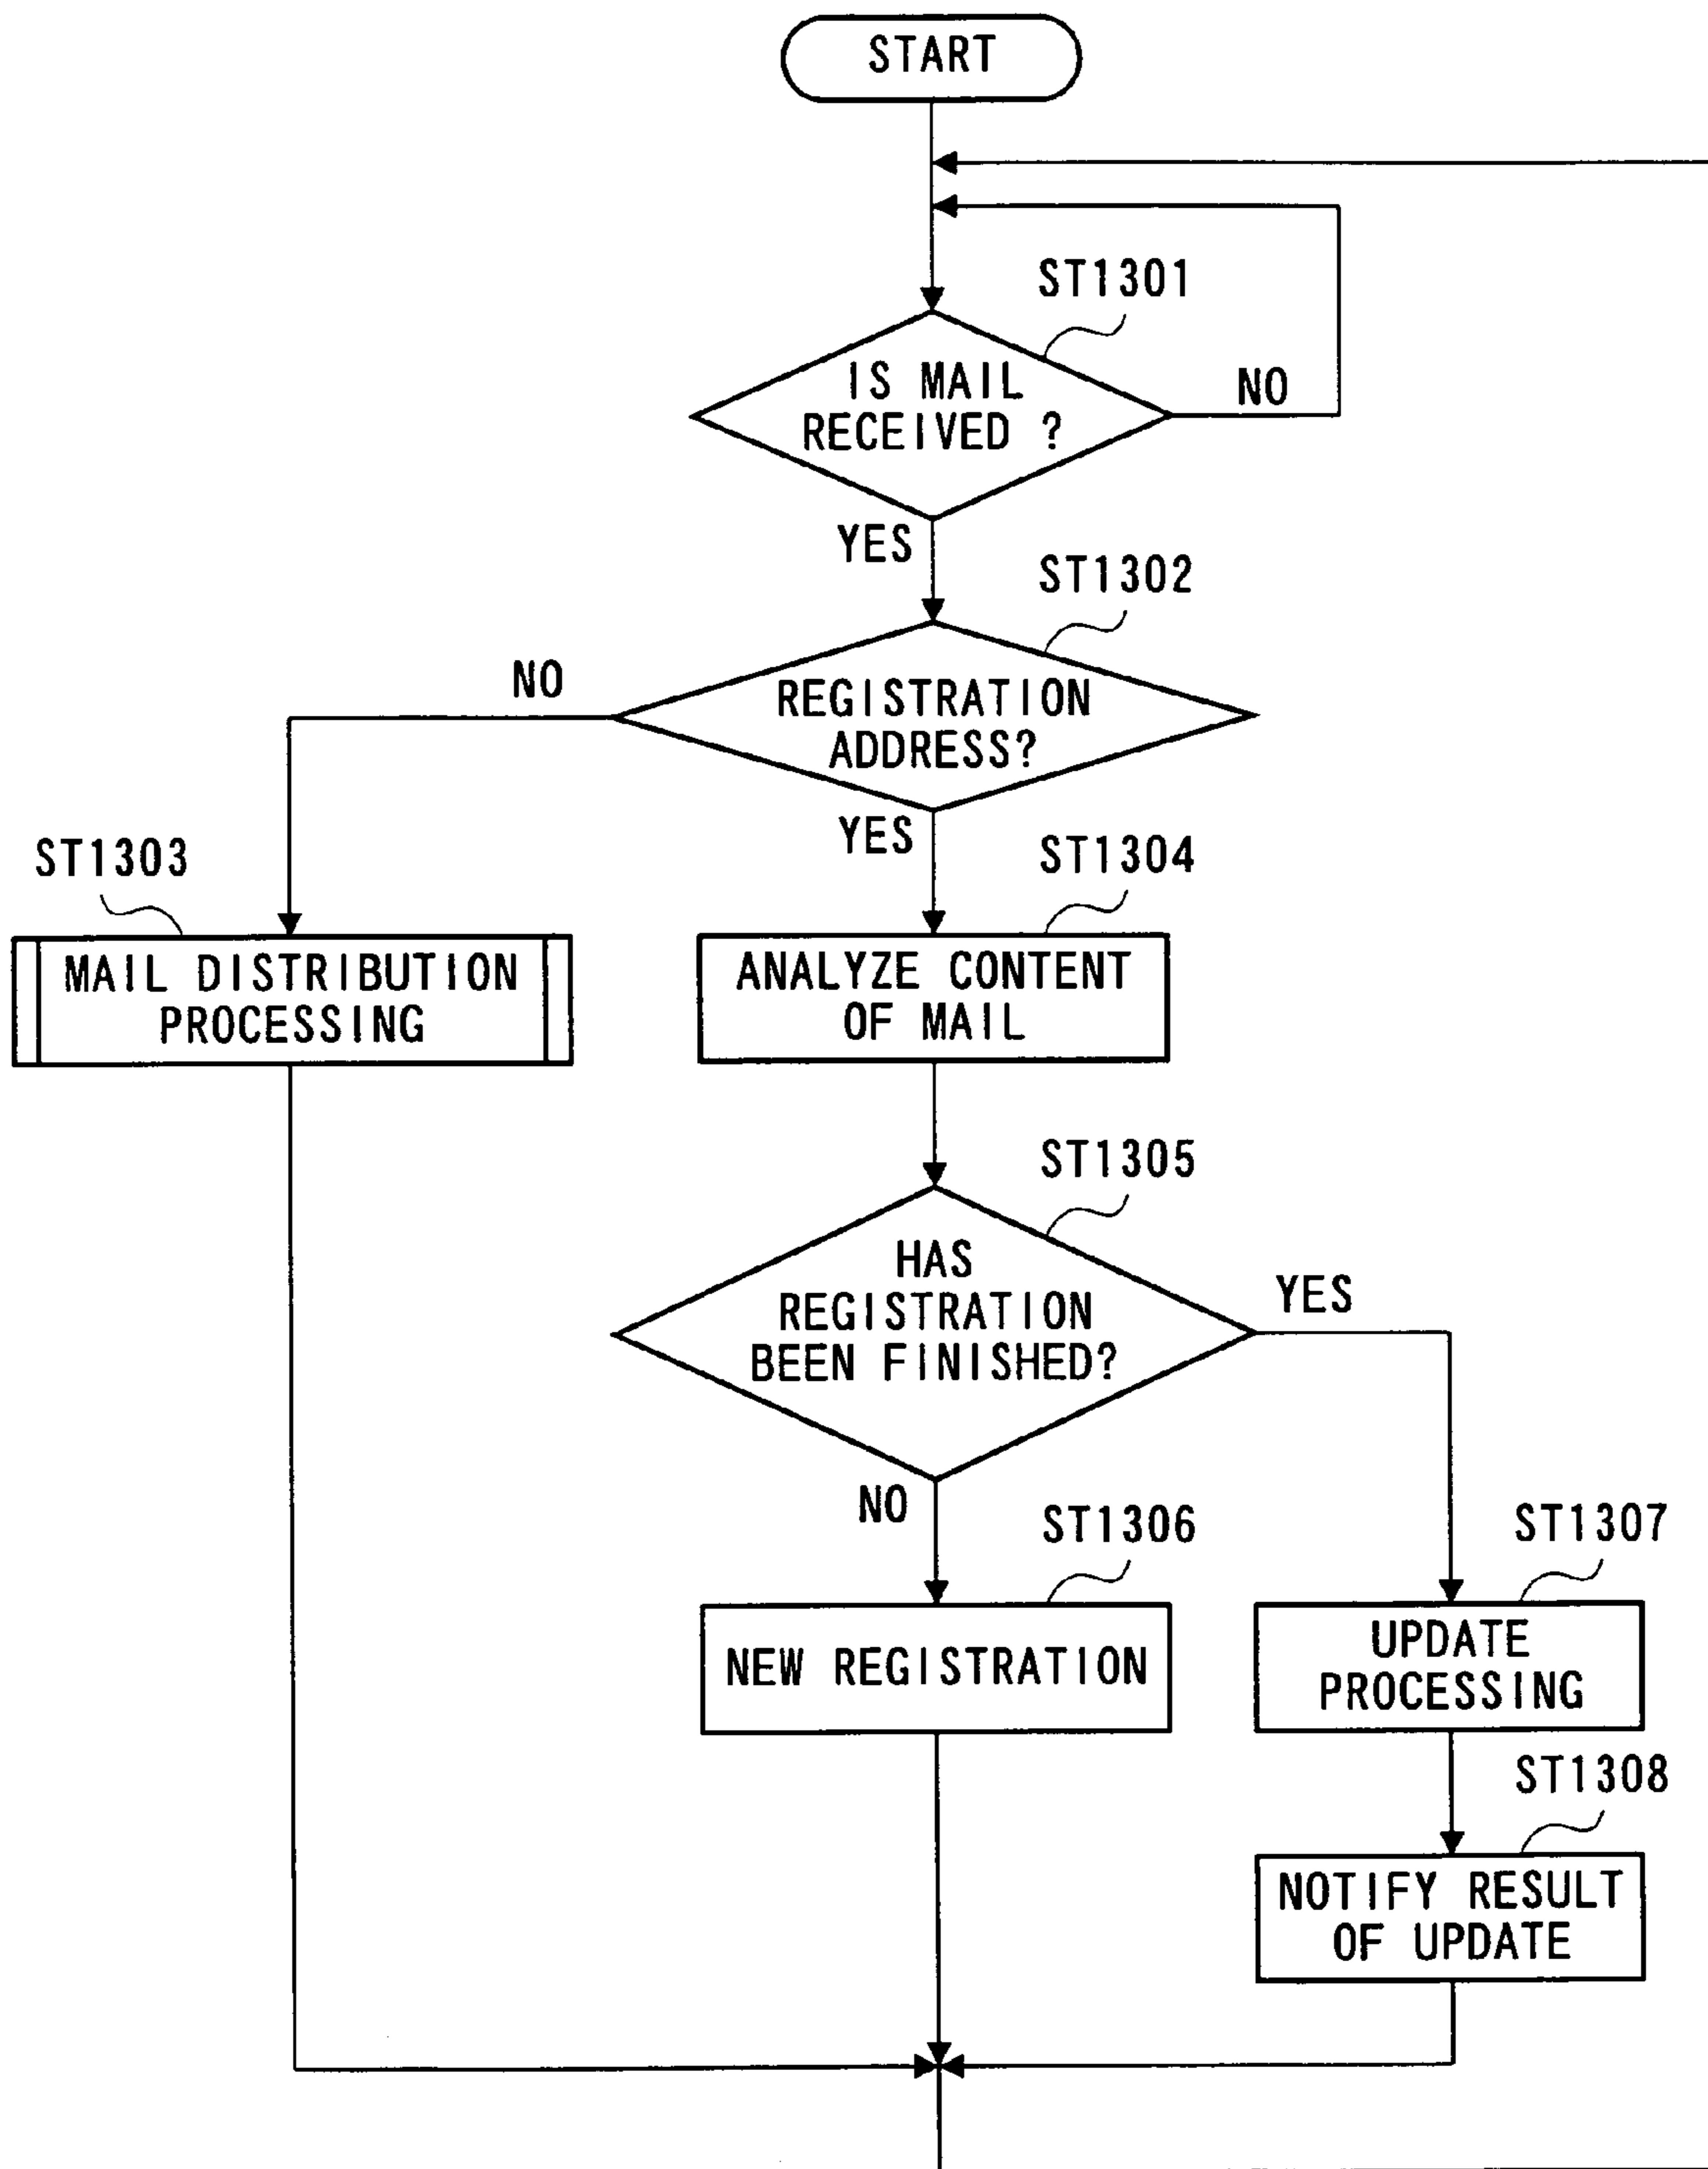 START
ST1301
IS MAIL
RECEIVED ?
NO
YES
ST1302
NO
REGISTRATION
ADDRESS?
YES
ST1303
ST1304
MAIL DISTRIBUTION
PROCESSING
ANALYZE CONTENT
OF MAIL
ST1305
HAS
REGISTRATION
BEEN FINISHED?
YES
NO
ST1306
ST1307
NEW REGISTRATION
UPDATE
PROCESSING
ST1308
NOTIFY RESULT
OF UPDATE